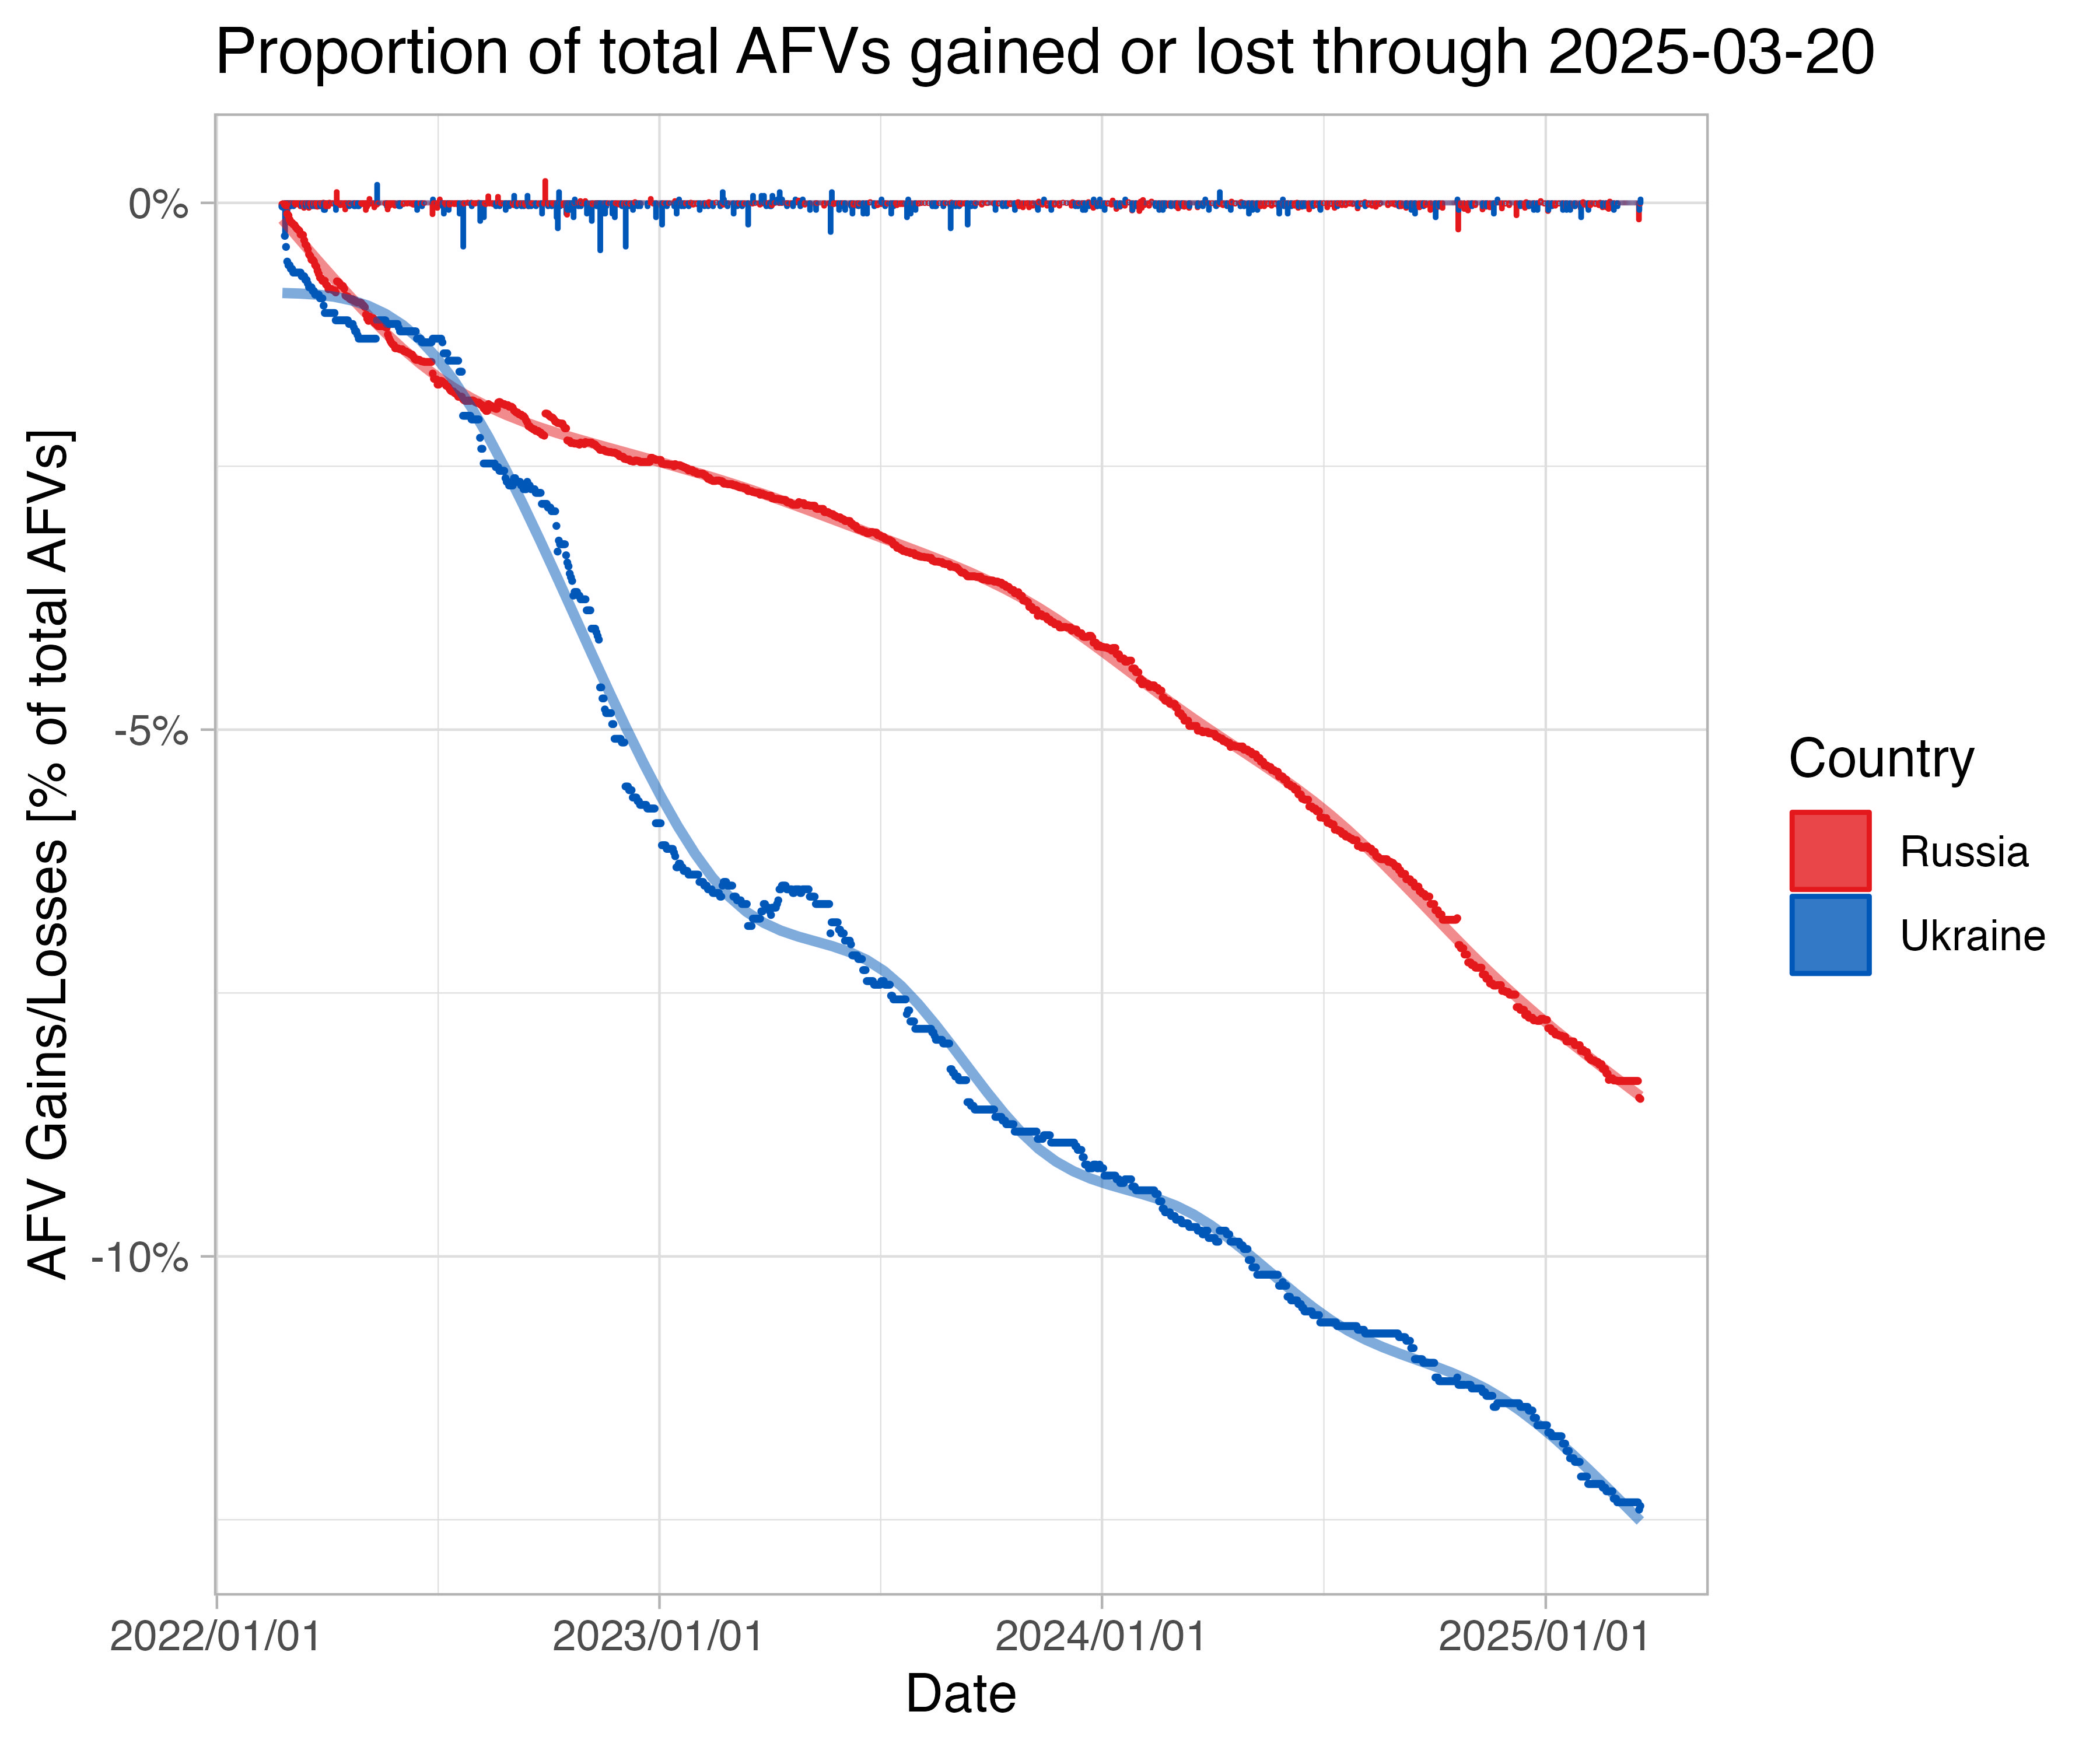 Proportion of total AFVs gained or lost through 2025-03-20
AFV Gains/Losses [% of total AFVs]
0%
-5%
-10%
2022/01/01
2023/01/01
2024/01/01
2025/01/01
Date
Country
Russia
Ukraine